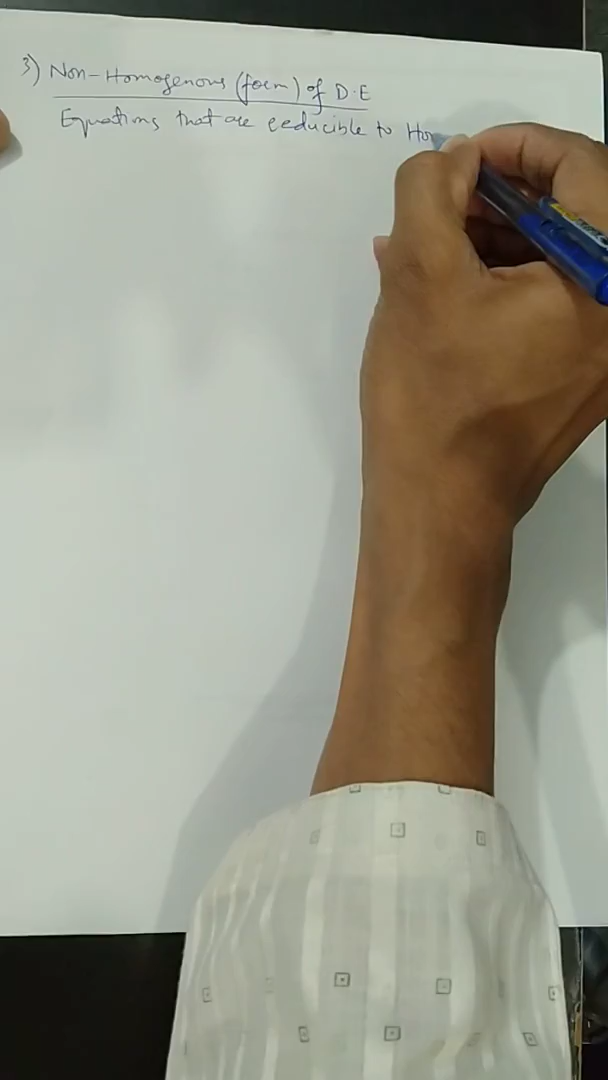 3) Non-Homogenous (form) of D.E
Equations that are reducible to Ho